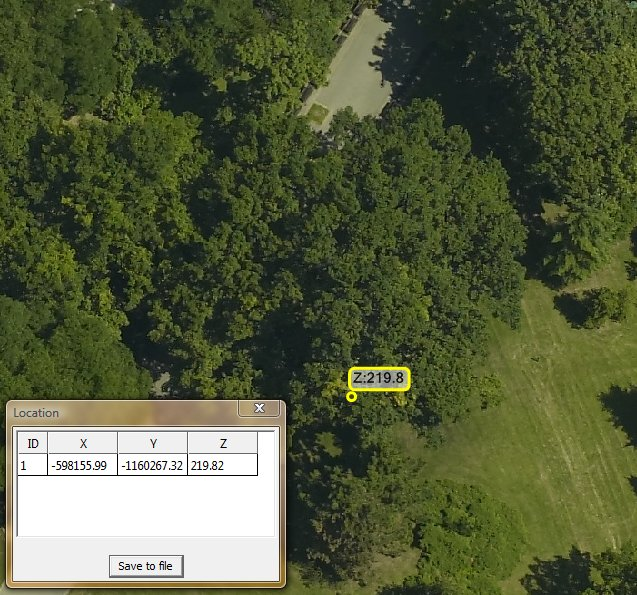 Z:219.8
Location
ID X Y Z
1 -598155.99 -1160267.32 219.82
Save to file